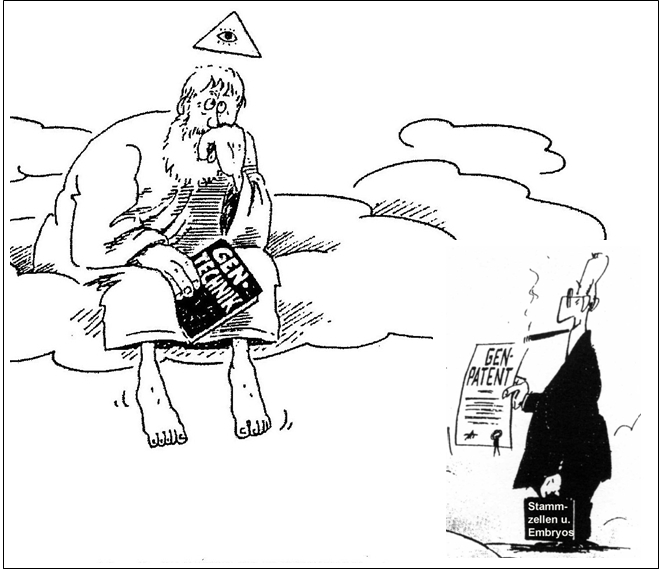 GEN-
TECHNIK
GEN-
PATENT
Stamm-
zellen u.
Embryos